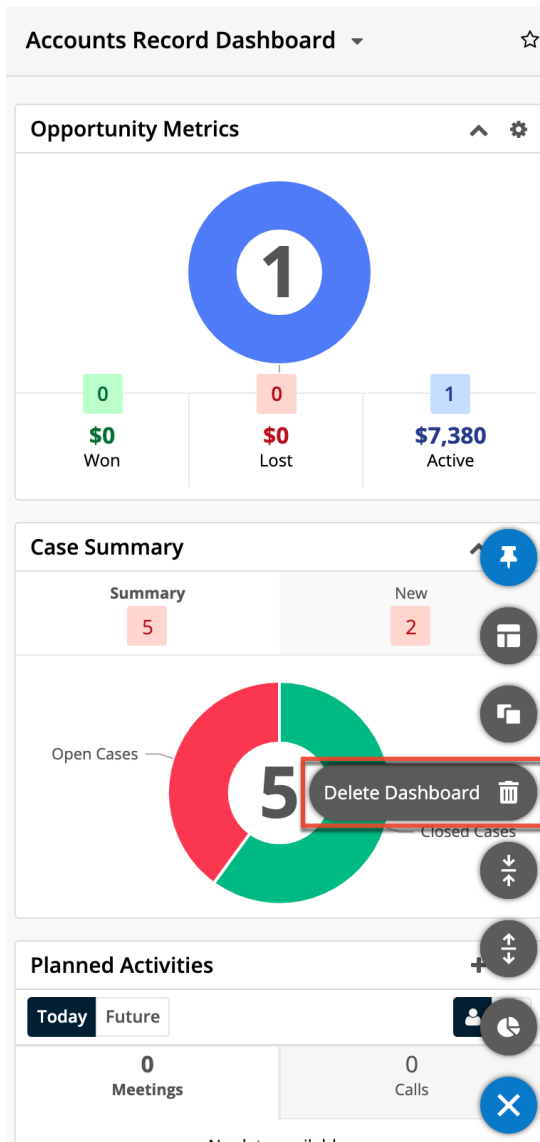 Accounts Record Dashboard
Opportunity Metrics
1
0 0 1
$0 $0 $7,380
Won Lost Active
Case Summary
Summary New
5 2
Open Cases
5
Delete Dashboard
Closed Cases
Planned Activities
Today Future
0 0
Meetings Calls